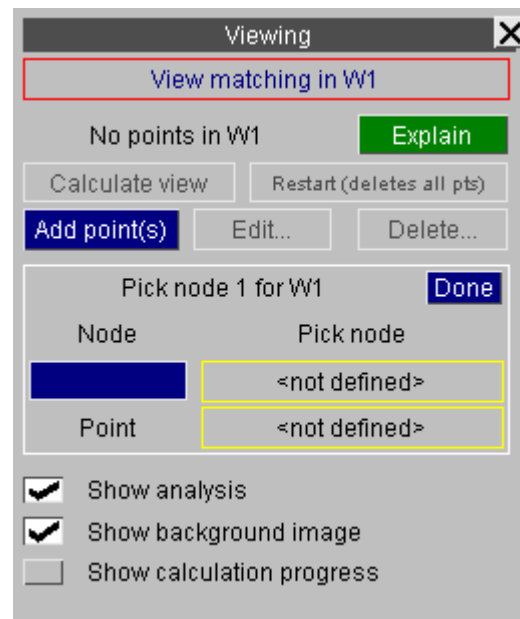 Viewing
View matching in W1
No points in W1 Explain
Calculate view Restart (deletes all pts)
Add point(s) Edit... Delete...
Pick node 1 for W1 Done
Node Pick node
<not defined>
Point <not defined>
Show analysis
Show background image
Show calculation progress